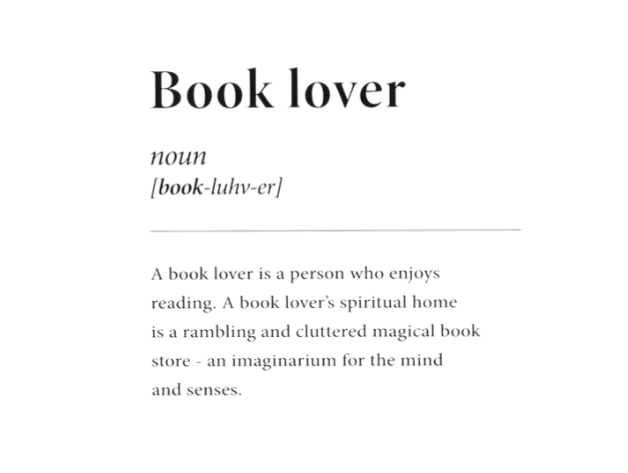 Book lover
noun
[book-luhv-er]
A book lover is a person who enjoys
reading. A book lover's spiritual home
is a rambling and cluttered magical book
store - an imaginarium for the mind
and senses.